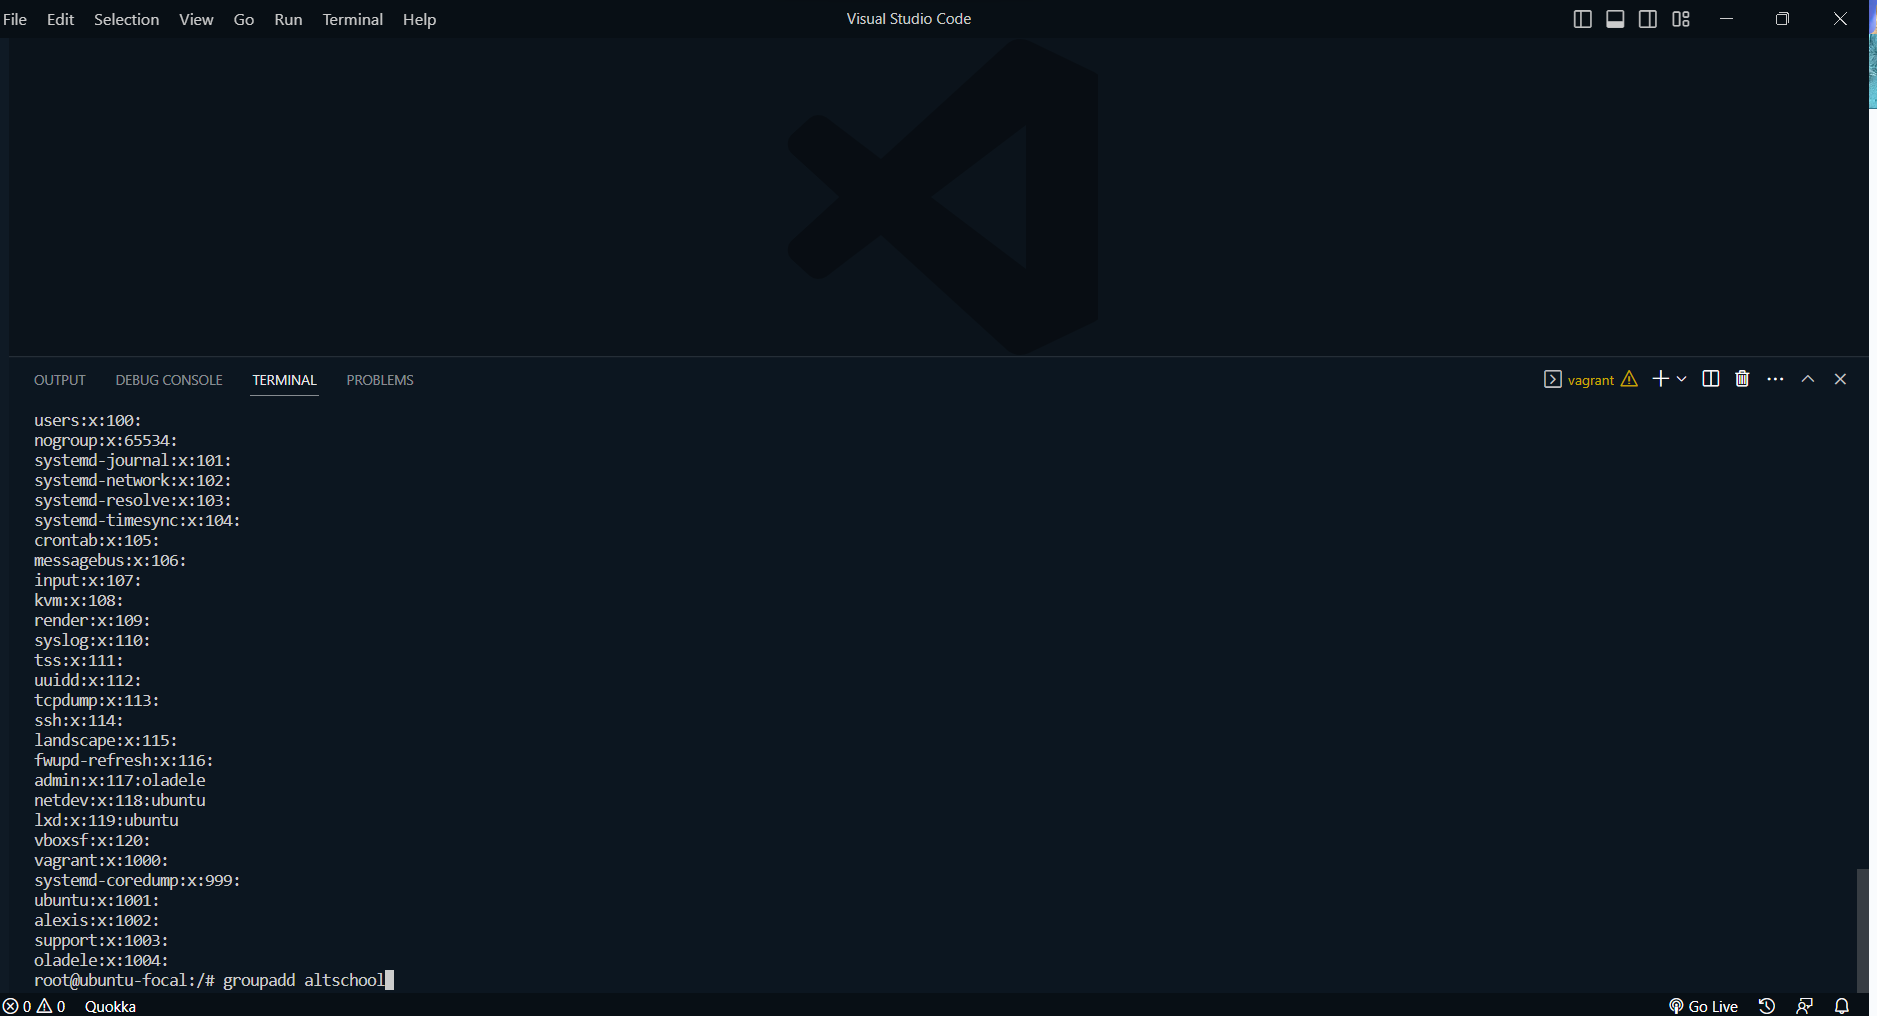 File Edit Selection View Go Run Terminal Help Visual Studio Code
OUTPUT DEBUG CONSOLE TERMINAL PROBLEMS vagrant
users:x:100:
nogroup:x:65534:
systemd-journal:x:101:
systemd-network:x:102:
systemd-resolve:x:103:
systemd-timesync:x:104:
crontab:x:105:
messagebus:x:106:
input:x:107:
kvm:x:108:
render:x:109:
syslog:x:110:
tss:x:111:
uuidd:x:112:
tcpdump:x:113:
ssh:x:114:
landscape:x:115:
fwupd-refresh:x:116:
admin:x:117:oladele
netdev:x:118:ubuntu
lxd:x:119:ubuntu
vboxsf:x:120:
vagrant:x:1000:
systemd-coredump:x:999:
ubuntu:x:1001:
alexis:x:1002:
support:x:1003:
oladele:x:1004:
root@ubuntu-focal:/# groupadd altschool
0 0 Quokka Go Live